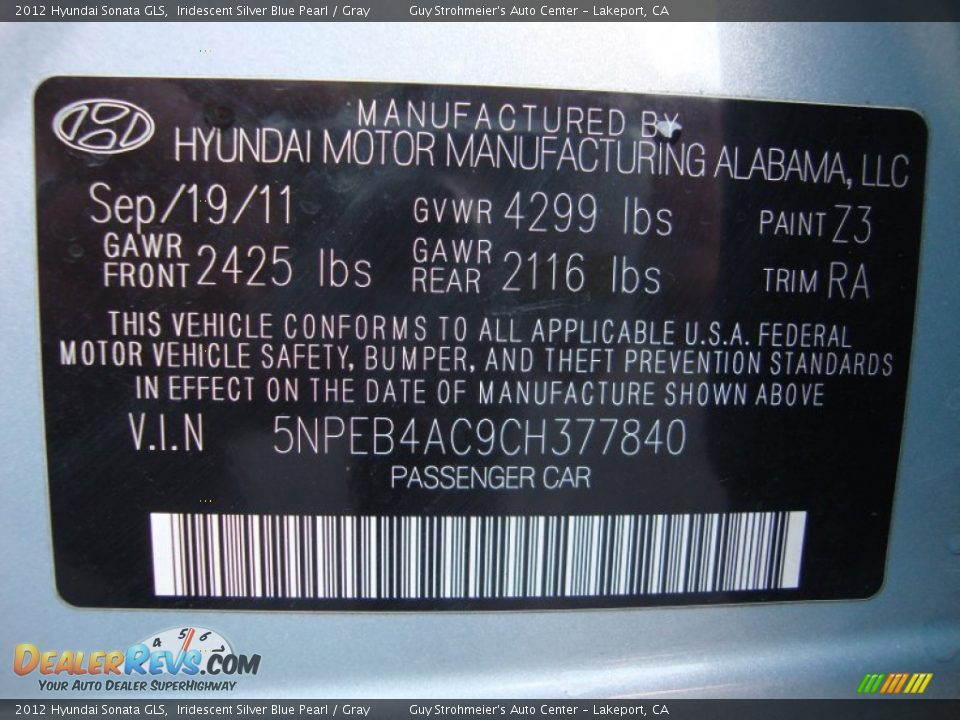 2012 Hyundai Sonata GLS,  Iridescent Silver Blue Pearl / Gray        Guy Strohmeier's Auto Center - Lakeport, CA
MANUFACTURED BY
HYUNDAI MOTOR MANUFACTURING ALABAMA, LLC
Sep/19/11 GVWR 4299 lbs PAINT Z3
GAWR FRONT 2425 lbs GAWR REAR 2116 lbs TRIM RA
THIS VEHICLE CONFORMS TO ALL APPLICABLE U.S.A. FEDERAL
MOTOR VEHICLE SAFETY, BUMPER, AND THEFT PREVENTION STANDARDS
IN EFFECT ON THE DATE OF MANUFACTURE SHOWN ABOVE
V.I.N 5NPEB4AC9CH377840
PASSENGER CAR
4 5 6
DEALERREVS.COM
YOUR AUTO DEALER SUPERHIGHWAY
2012 Hyundai Sonata GLS,  Iridescent Silver Blue Pearl / Gray        Guy Strohmeier's Auto Center - Lakeport, CA